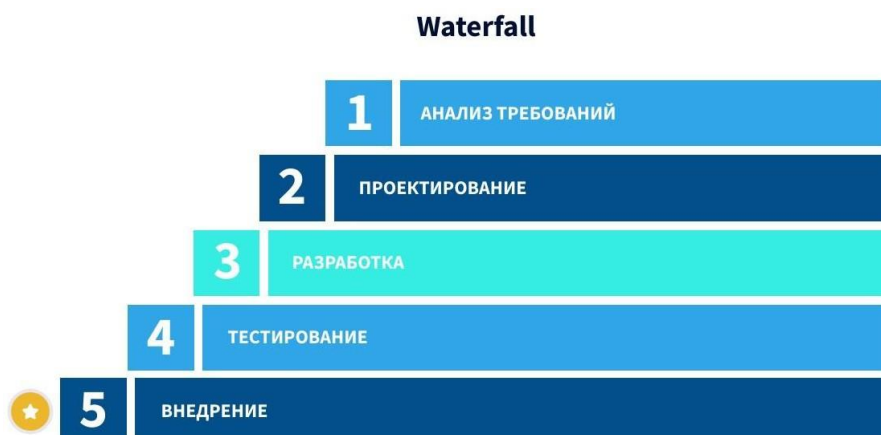 Waterfall
1 АНАЛИЗ ТРЕБОВАНИЙ
2 ПРОЕКТИРОВАНИЕ
3 РАЗРАБОТКА
4 ТЕСТИРОВАНИЕ
5 ВНЕДРЕНИЕ